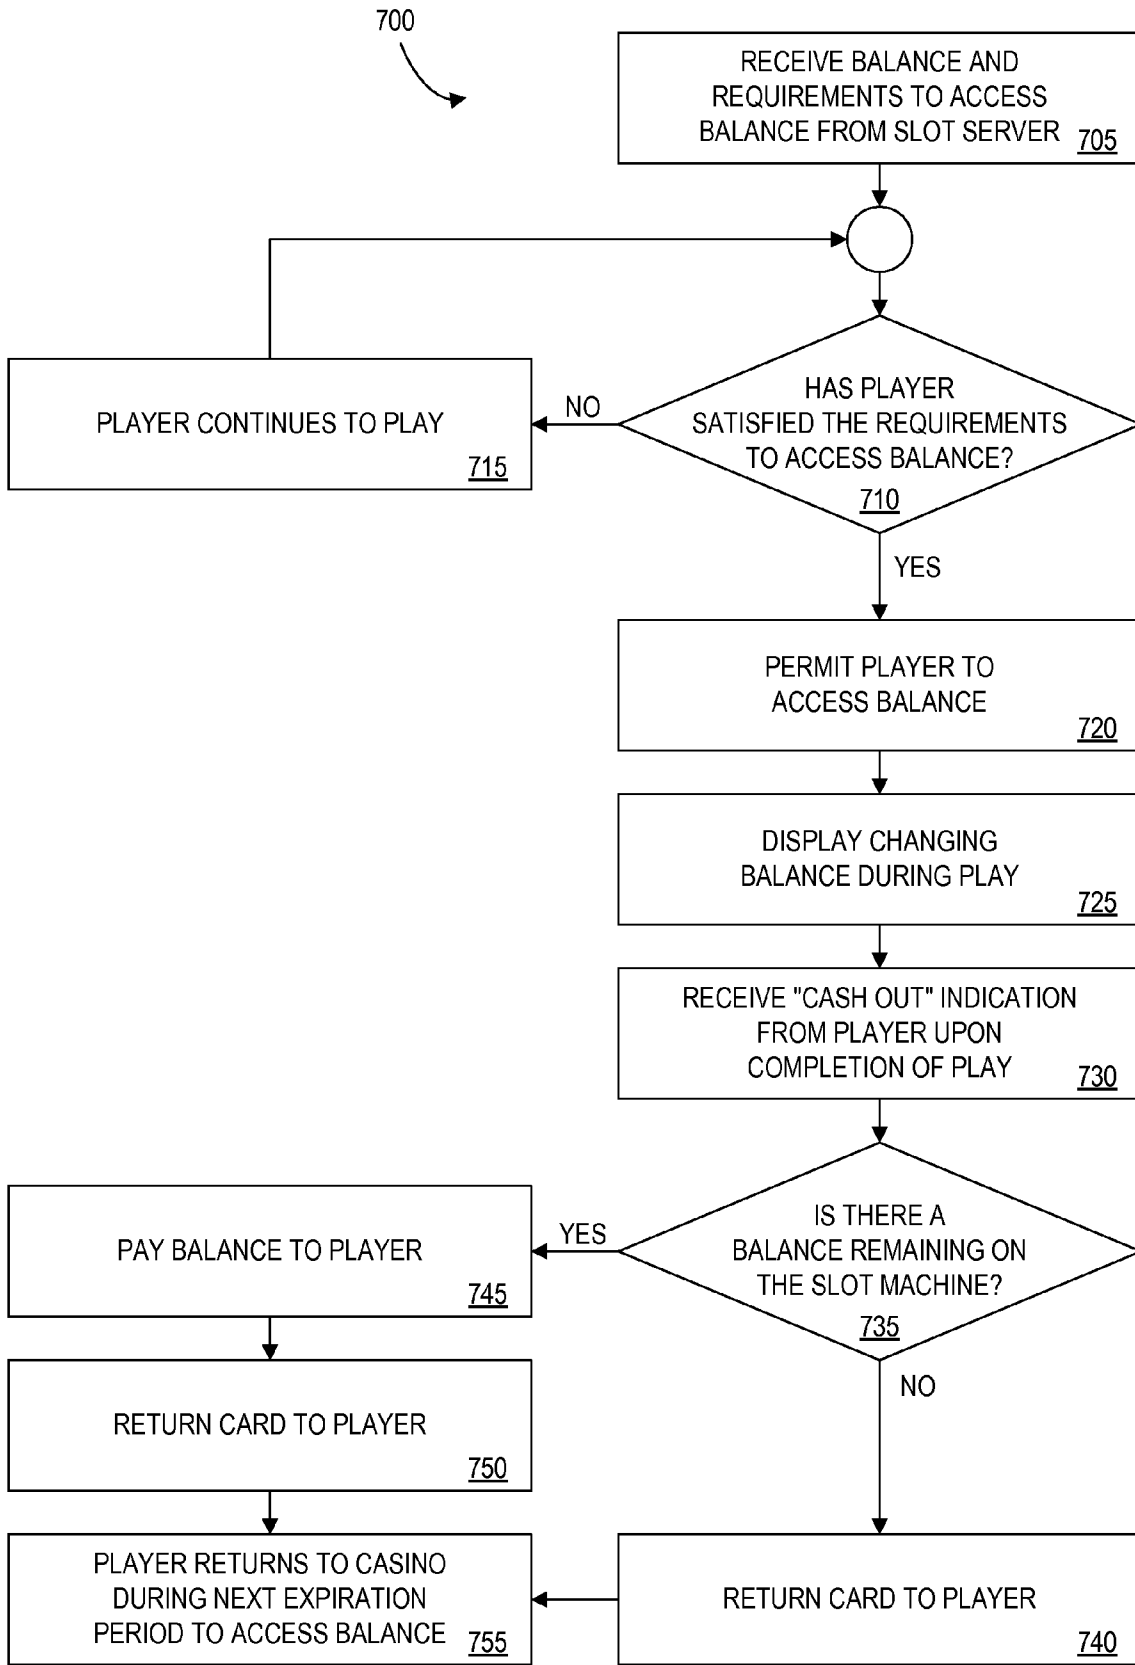 700
RECEIVE BALANCE AND
REQUIREMENTS TO ACCESS
BALANCE FROM SLOT SERVER
705
HAS PLAYER
SATISFIED THE REQUIREMENTS
TO ACCESS BALANCE?
710
NO
PLAYER CONTINUES TO PLAY
715
YES
PERMIT PLAYER TO
ACCESS BALANCE
720
DISPLAY CHANGING
BALANCE DURING PLAY
725
RECEIVE "CASH OUT" INDICATION
FROM PLAYER UPON
COMPLETION OF PLAY
730
IS THERE A
BALANCE REMAINING ON
THE SLOT MACHINE?
735
YES
PAY BALANCE TO PLAYER
745
RETURN CARD TO PLAYER
750
NO
RETURN CARD TO PLAYER
740
PLAYER RETURNS TO CASINO
DURING NEXT EXPIRATION
PERIOD TO ACCESS BALANCE
755